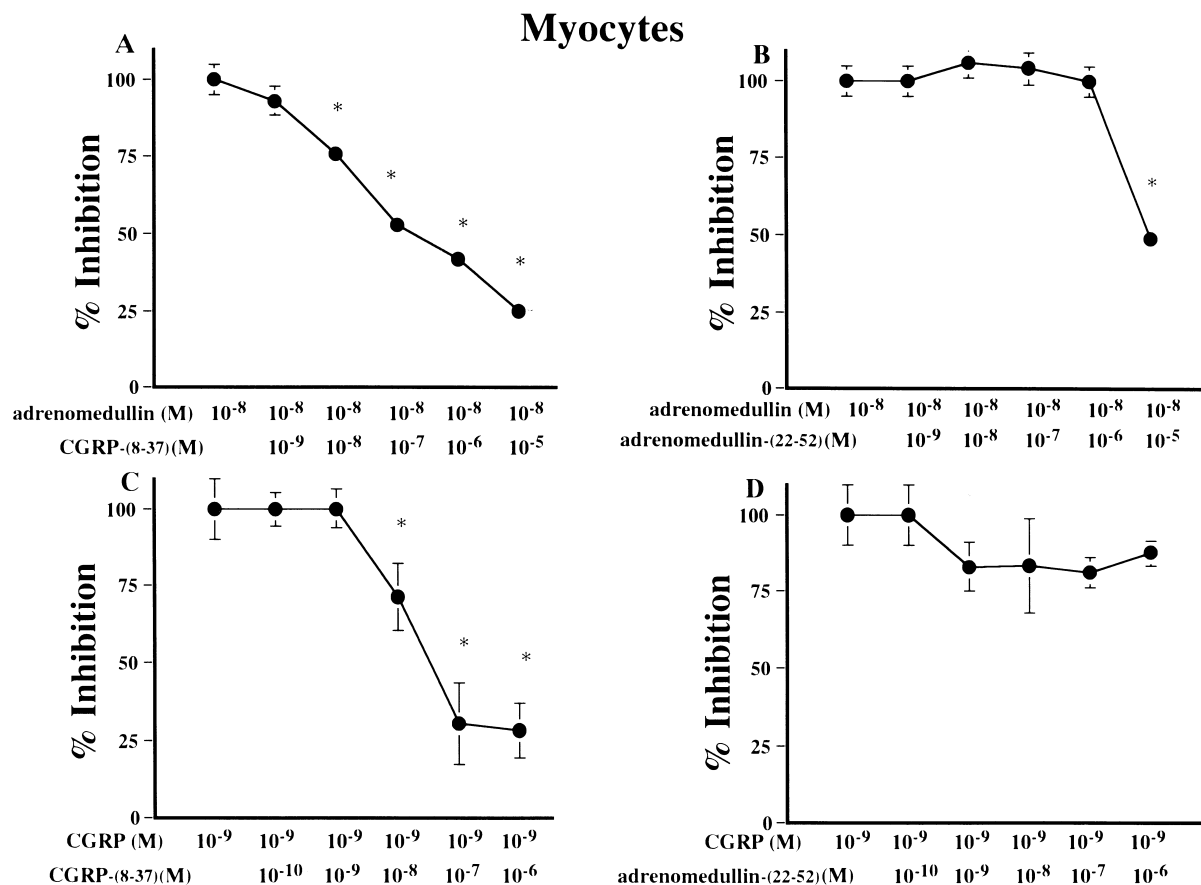 Myocytes
A
% Inhibition
100
75
50
25
0
* * * *
adrenomedullin (M) 10⁻⁸ 10⁻⁸ 10⁻⁸ 10⁻⁸ 10⁻⁸ 10⁻⁸
CGRP-(8-37)(M) 10⁻⁹ 10⁻⁸ 10⁻⁷ 10⁻⁶ 10⁻⁵
B
% Inhibition
100
75
50
25
0
*
adrenomedullin (M) 10⁻⁸ 10⁻⁸ 10⁻⁸ 10⁻⁸ 10⁻⁸ 10⁻⁸
adrenomedullin-(22-52)(M) 10⁻⁹ 10⁻⁸ 10⁻⁷ 10⁻⁶ 10⁻⁵
C
% Inhibition
100
75
50
25
0
* * *
CGRP (M) 10⁻⁹ 10⁻⁹ 10⁻⁹ 10⁻⁹ 10⁻⁹ 10⁻⁹
CGRP-(8-37)(M) 10⁻¹⁰ 10⁻⁹ 10⁻⁸ 10⁻⁷ 10⁻⁶
D
% Inhibition
100
75
50
25
0
CGRP (M) 10⁻⁹ 10⁻⁹ 10⁻⁹ 10⁻⁹ 10⁻⁹ 10⁻⁹
adrenomedullin-(22-52)(M) 10⁻¹⁰ 10⁻⁹ 10⁻⁸ 10⁻⁷ 10⁻⁶